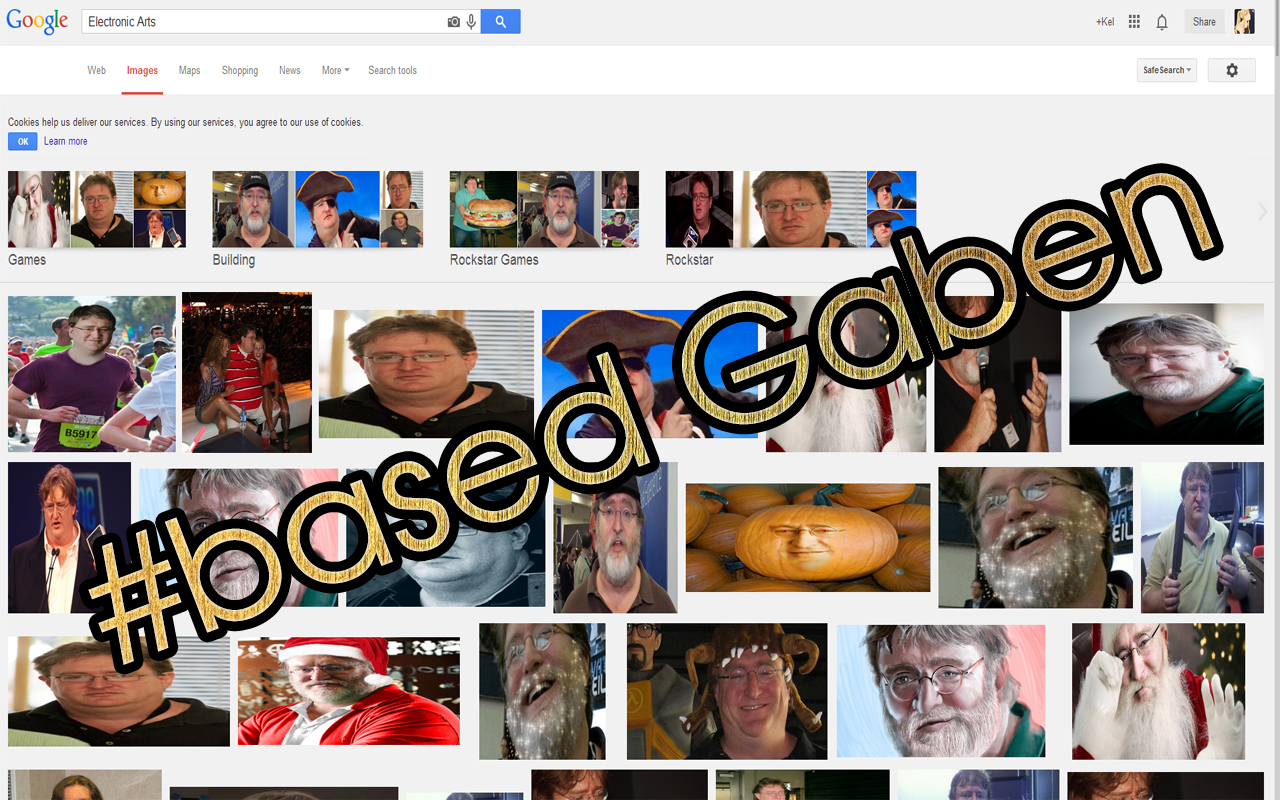 Google
Electronic Arts
+Kel
Share
Web Images Maps Shopping News More Search tools
SafeSearch
Cookies help us deliver our services. By using our services, you agree to our use of cookies.
OK Learn more
Games Building Rockstar Games Rockstar
#based Gaben
B5917